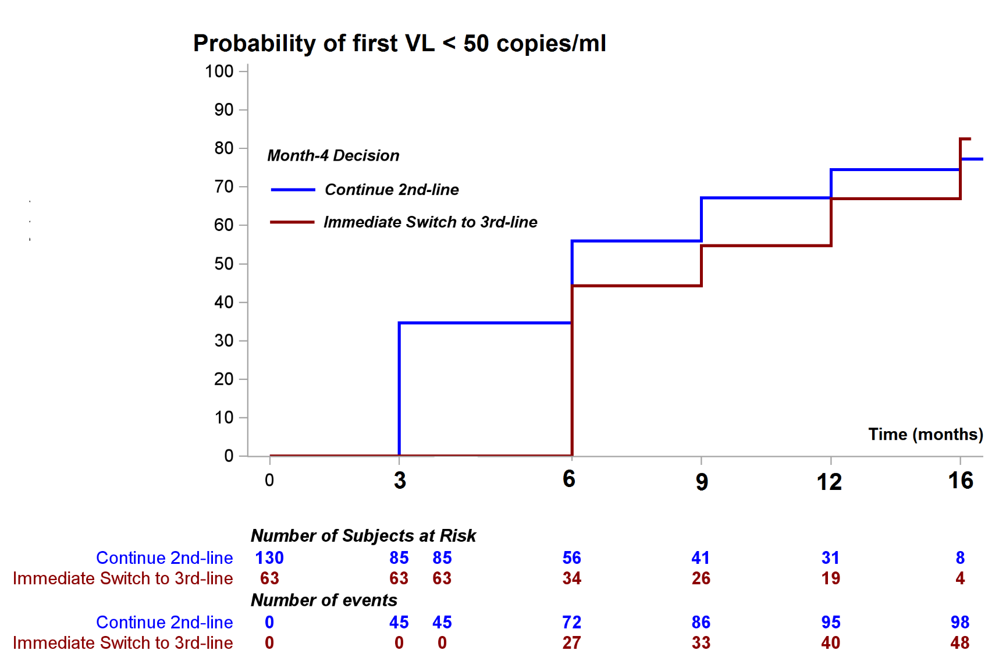 Probability of first VL < 50 copies/ml
100
90
80
Month-4 Decision
70
Continue 2nd-line
60
Immediate Switch to 3rd-line
50
40
30
20
10
Time (months)
0
0 3 6 9 12 16
Number of Subjects at Risk
Continue 2nd-line 130 85 85 56 41 31 8
Immediate Switch to 3rd-line 63 63 63 34 26 19 4
Number of events
Continue 2nd-line 0 45 45 72 86 95 98
Immediate Switch to 3rd-line 0 0 0 27 33 40 48